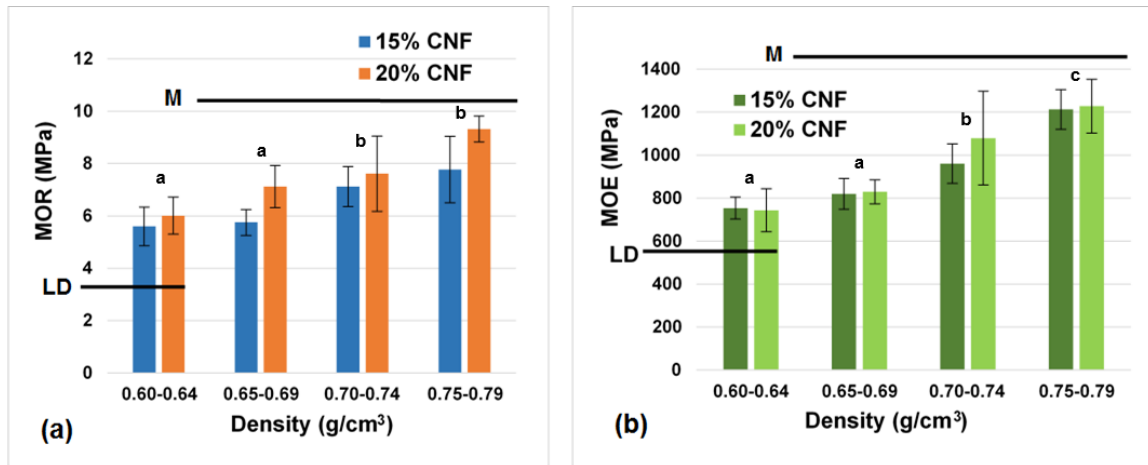 15% CNF
20% CNF
MOR (MPa)
12
10
8
6
4
2
0
M
LD
a
a
b
b
0.60-0.64
0.65-0.69
0.70-0.74
0.75-0.79
Density (g/cm³)
(a)
M
15% CNF
20% CNF
MOE (MPa)
1400
1200
1000
800
600
400
200
0
LD
a
a
b
c
0.60-0.64
0.65-0.69
0.70-0.74
0.75-0.79
Density (g/cm³)
(b)